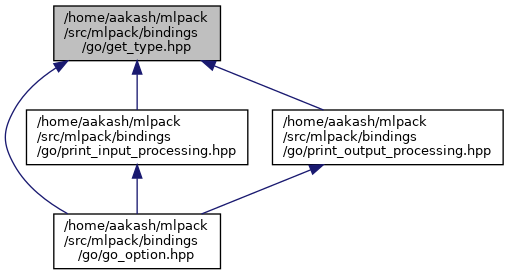 /home/aakash/mlpack
/src/mlpack/bindings
/go/get_type.hpp
/home/aakash/mlpack
/src/mlpack/bindings
/go/print_input_processing.hpp
/home/aakash/mlpack
/src/mlpack/bindings
/go/print_output_processing.hpp
/home/aakash/mlpack
/src/mlpack/bindings
/go/go_option.hpp